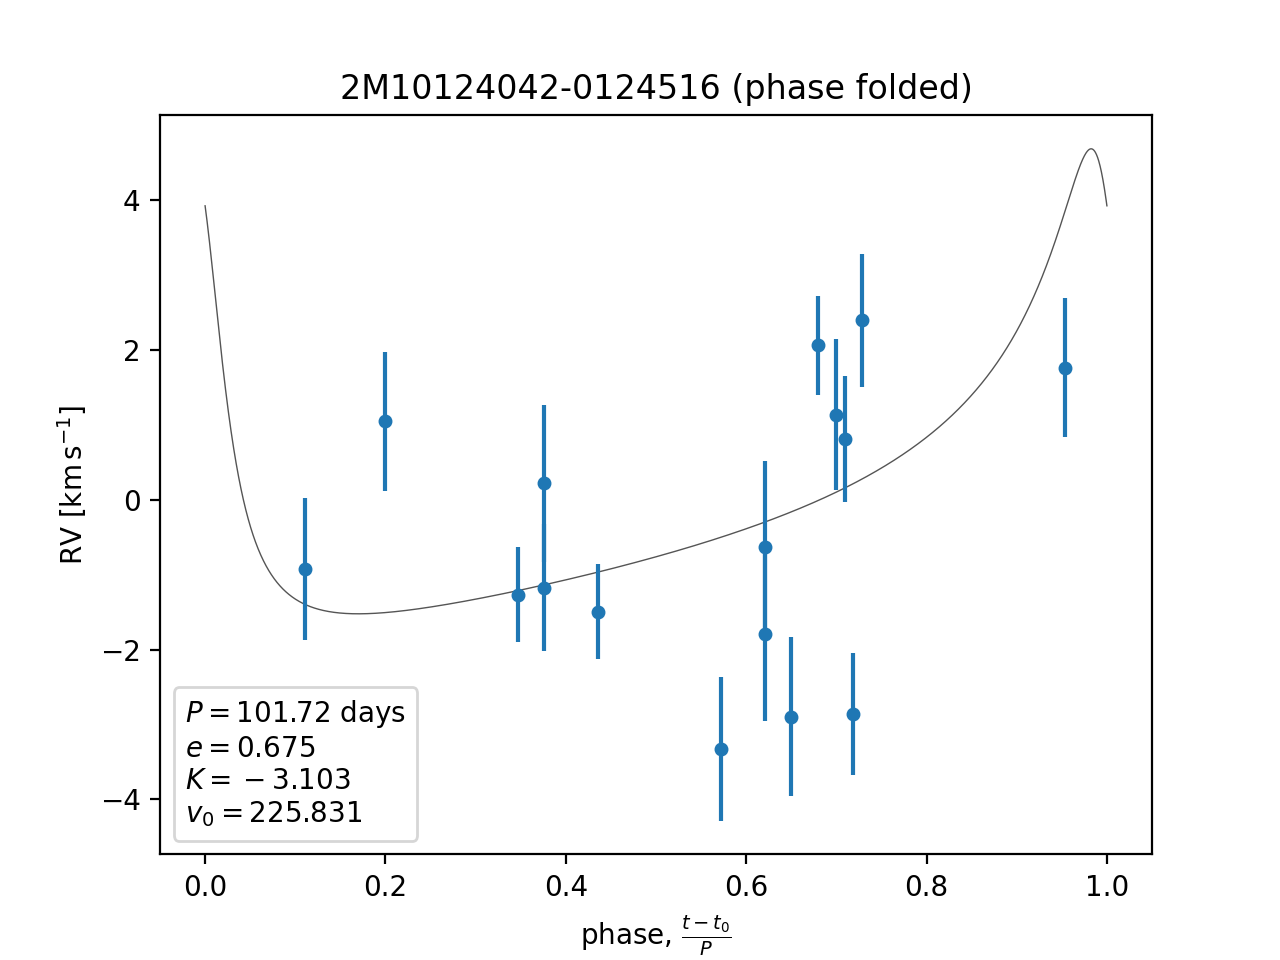 2M10124042-0124516 (phase folded)
RV [km s⁻¹]
4
2
0
−2
−4
P = 101.72 days
e = 0.675
K = −3.103
v₀ = 225.831
0.0 0.2 0.4 0.6 0.8 1.0
phase, (t − t₀)/P